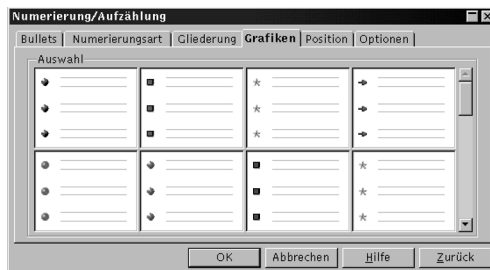 Numerierung/Aufzählung
Bullets Numerierungsart Gliederung Grafiken Position Optionen
Auswahl
OK Abbrechen Hilfe Zurück